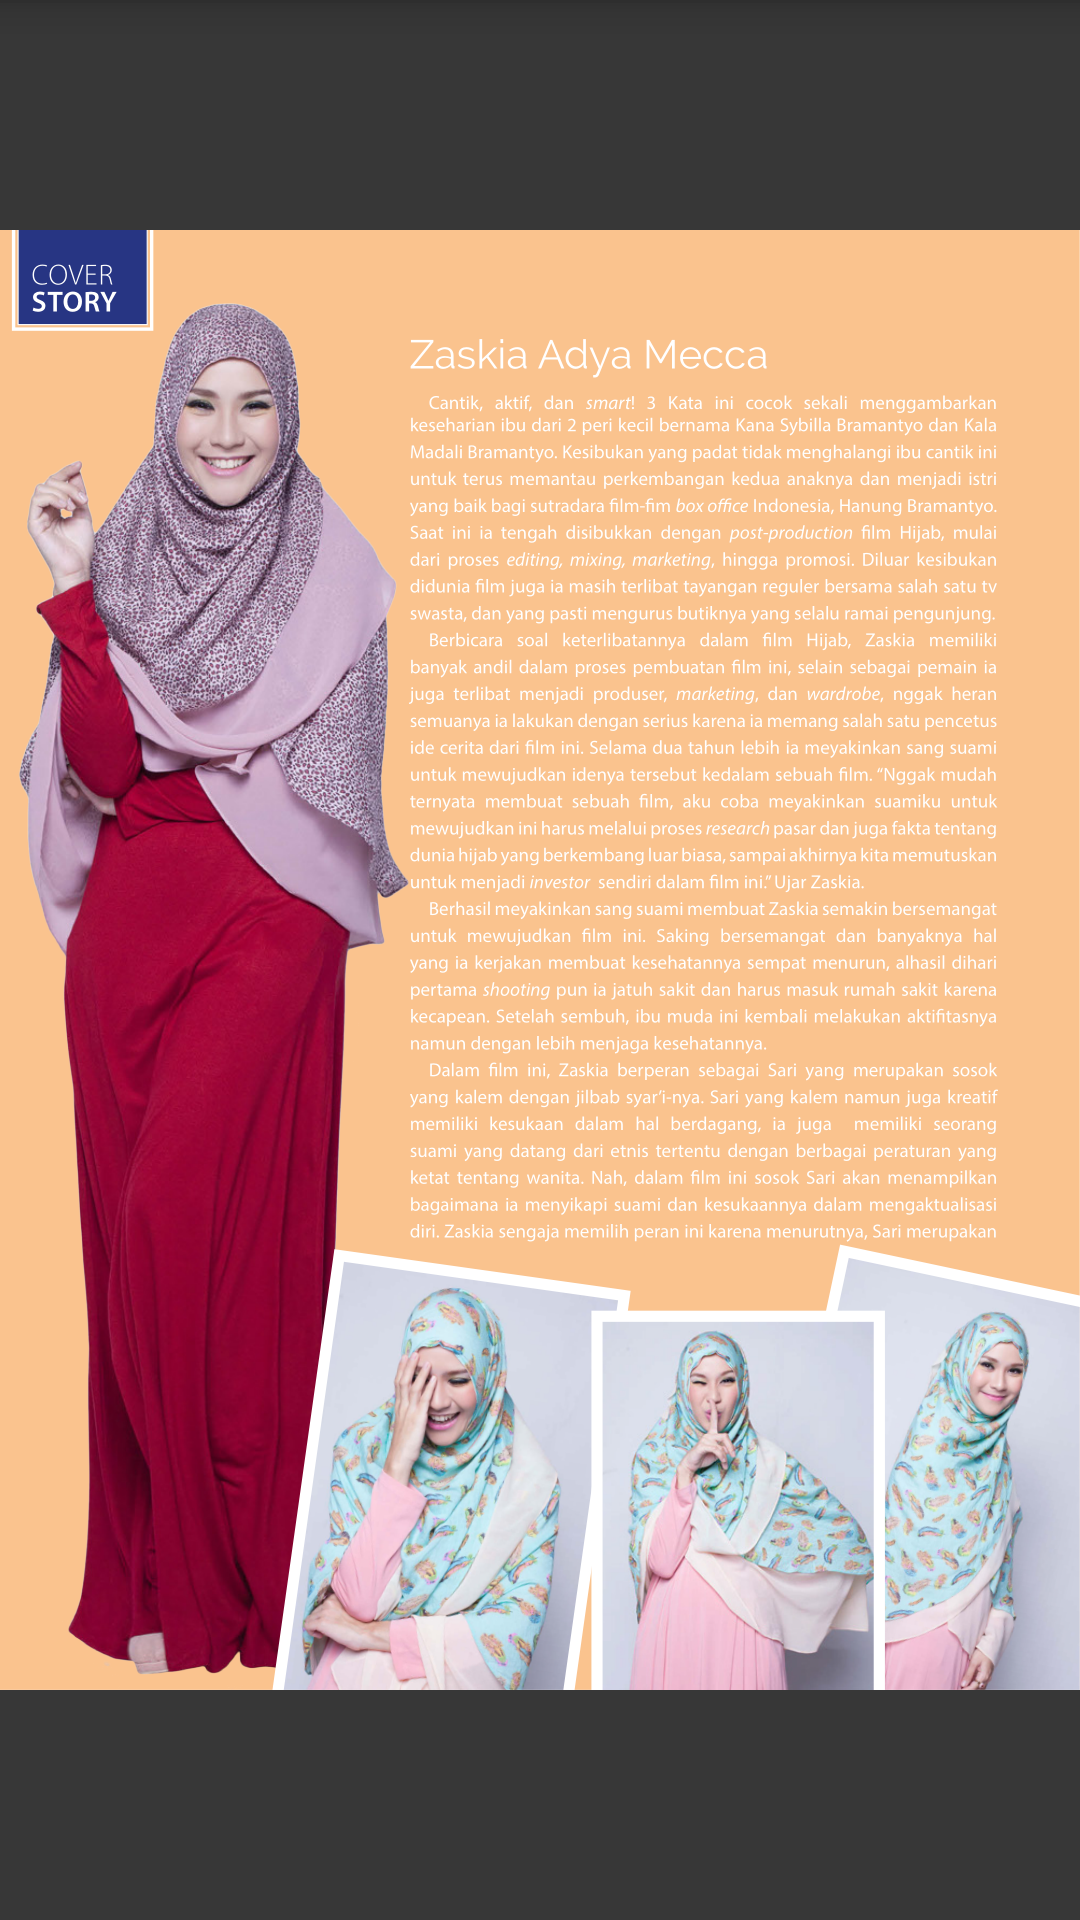 COVER
STORY
Zaskia Adya Mecca
Cantik, aktif, dan smart! 3 Kata ini cocok sekali menggambarkan
keseharian ibu dari 2 peri kecil bernama Kana Sybilla Bramantyo dan Kala
Madali Bramantyo. Kesibukan yang padat tidak menghalangi ibu cantik ini
untuk terus memantau perkembangan kedua anaknya dan menjadi istri
yang baik bagi sutradara film-fim box office Indonesia, Hanung Bramantyo.
Saat ini ia tengah disibukkan dengan post-production film Hijab, mulai
dari proses editing, mixing, marketing, hingga promosi. Diluar kesibukan
didunia film juga ia masih terlibat tayangan reguler bersama salah satu tv
swasta, dan yang pasti mengurus butiknya yang selalu ramai pengunjung.
Berbicara soal keterlibatannya dalam film Hijab, Zaskia memiliki
banyak andil dalam proses pembuatan film ini, selain sebagai pemain ia
juga terlibat menjadi produser, marketing, dan wardrobe, nggak heran
semuanya ia lakukan dengan serius karena ia memang salah satu pencetus
ide cerita dari film ini. Selama dua tahun lebih ia meyakinkan sang suami
untuk mewujudkan idenya tersebut kedalam sebuah film. “Nggak mudah
ternyata membuat sebuah film, aku coba meyakinkan suamiku untuk
mewujudkan ini harus melalui proses research pasar dan juga fakta tentang
dunia hijab yang berkembang luar biasa, sampai akhirnya kita memutuskan
untuk menjadi investor sendiri dalam film ini.” Ujar Zaskia.
Berhasil meyakinkan sang suami membuat Zaskia semakin bersemangat
untuk mewujudkan film ini. Saking bersemangat dan banyaknya hal
yang ia kerjakan membuat kesehatannya sempat menurun, alhasil dihari
pertama shooting pun ia jatuh sakit dan harus masuk rumah sakit karena
kecapean. Setelah sembuh, ibu muda ini kembali melakukan aktifitasnya
namun dengan lebih menjaga kesehatannya.
Dalam film ini, Zaskia berperan sebagai Sari yang merupakan sosok
yang kalem dengan jilbab syar’i-nya. Sari yang kalem namun juga kreatif
memiliki kesukaan dalam hal berdagang, ia juga memiliki seorang
suami yang datang dari etnis tertentu dengan berbagai peraturan yang
ketat tentang wanita. Nah, dalam film ini sosok Sari akan menampilkan
bagaimana ia menyikapi suami dan kesukaannya dalam mengaktualisasi
diri. Zaskia sengaja memilih peran ini karena menurutnya, Sari merupakan